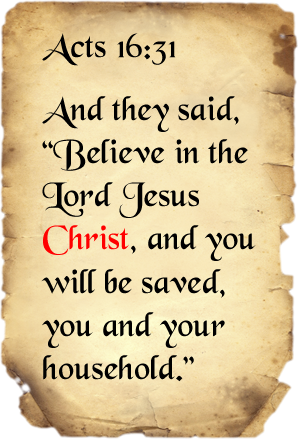 Acts 16:31
And they said,
“Believe in the
Lord Jesus
Christ, and you
will be saved,
you and your
household.”